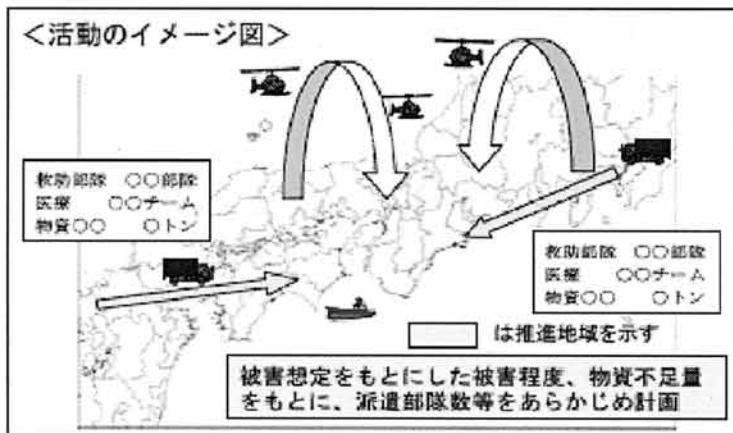 ＜活動のイメージ図＞
救助部隊 ○○部隊
医療 ○○チーム
物資○○ ○トン
救助部隊 ○○部隊
医療 ○○チーム
物資○○ ○トン
は推進地域を示す
被害想定をもとにした被害程度、物資不足量
をもとに、派遣部隊数等をあらかじめ計画